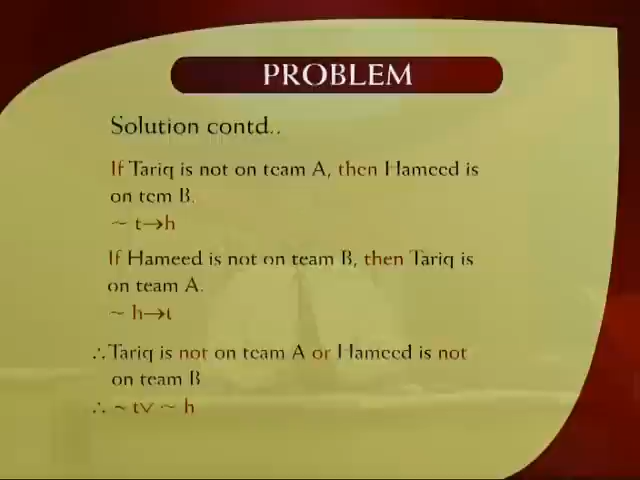 PROBLEM
Solution contd..
If Tariq is not on team A, then Hameed is
on tem B.
~ t→h
If Hameed is not on team B, then Tariq is
on team A.
~ h→t
∴Tariq is not on team A or Hameed is not
on team B
∴ ~ t∨ ~ h